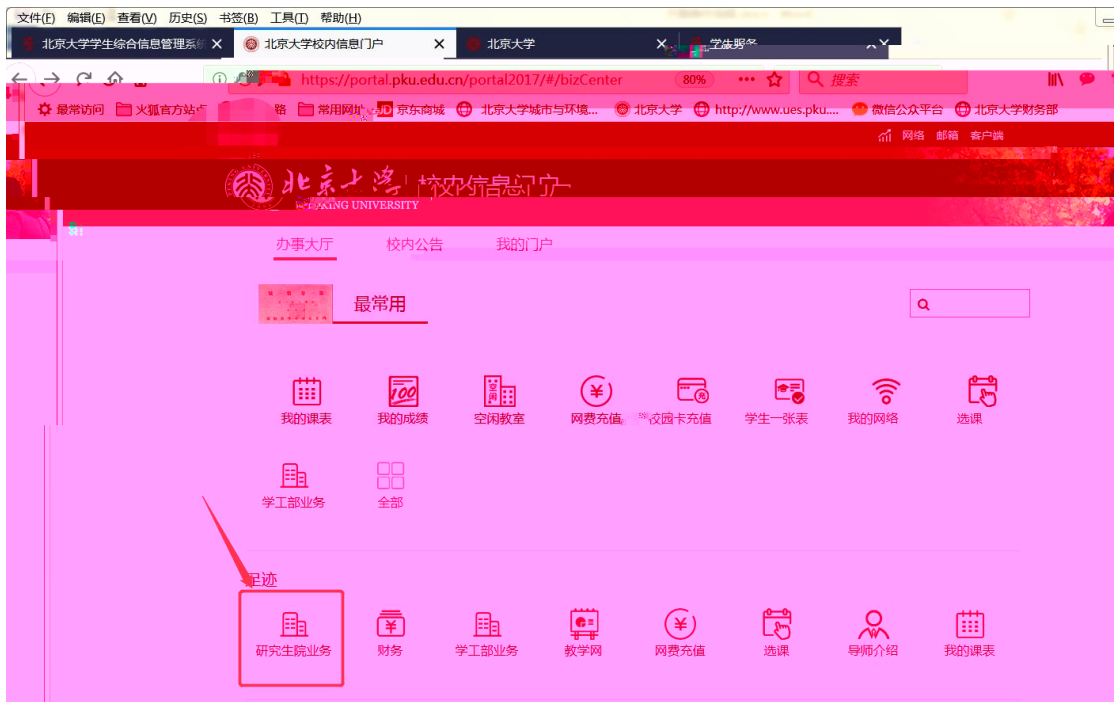 文件(F) 编辑(E) 查看(V) 历史(S) 书签(B) 工具(T) 帮助(H)
北京大学学生综合信息管理系统 北京大学校内信息门户 北京大学 学生服务
https://portal.pku.edu.cn/portal2017/#/bizCenter 80% 搜索
最常访问 火狐官方站点 常用网址 京东商城 北京大学城市与环境... 北京大学 http://www.ues.pku.... 微信公众平台 北京大学财务部
网络 邮箱 客户端
北京大学 校内信息门户
PEKING UNIVERSITY
办事大厅 校内公告 我的门户
最常用
我的课表 我的成绩 空闲教室 网费充值 校园卡充值 学生一张表 我的网络 选课
学工部业务 全部
足迹
研究生院业务 财务 学工部业务 教学网 网费充值 选课 导师介绍 我的课表